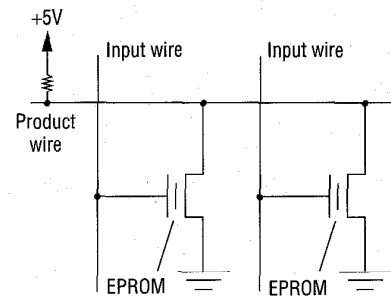 +5V
Input wire
Input wire
Product
wire
EPROM
EPROM